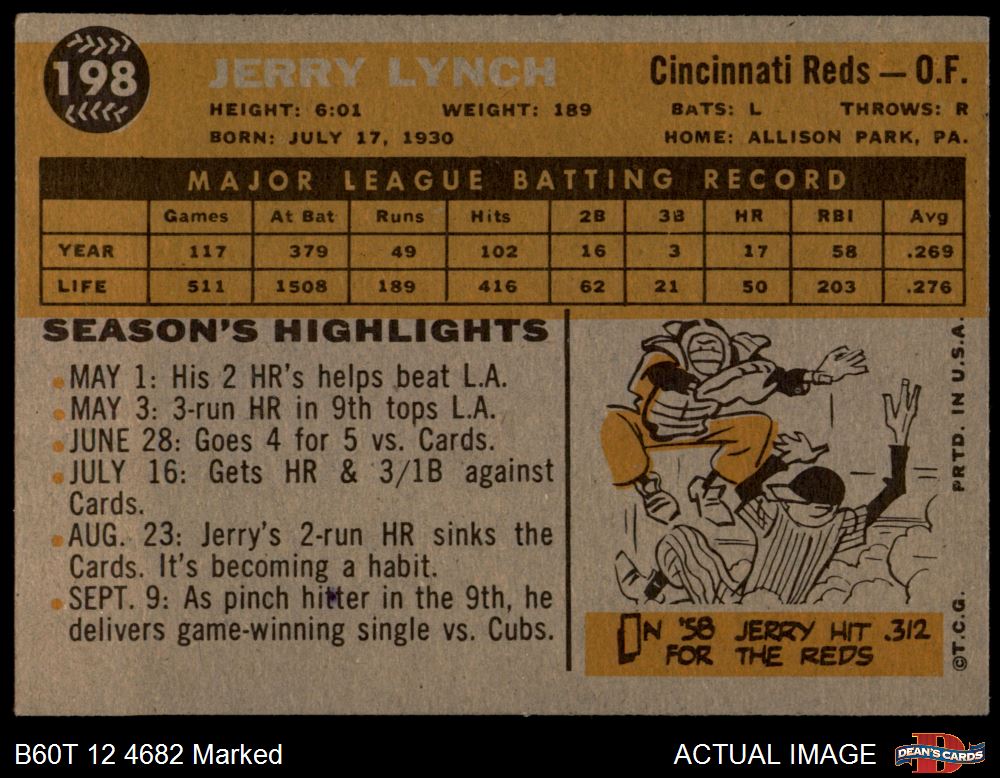 198
JERRY LYNCH
Cincinnati Reds — O.F.
HEIGHT: 6:01 WEIGHT: 189 BATS: L THROWS: R
BORN: JULY 17, 1930 HOME: ALLISON PARK, PA.
MAJOR LEAGUE BATTING RECORD
Games At Bat Runs Hits 2B 3B HR RBI Avg
YEAR 117 379 49 102 16 3 17 58 .269
LIFE 511 1508 189 416 62 21 50 203 .276
SEASON'S HIGHLIGHTS
MAY 1: His 2 HR's helps beat L.A.
MAY 3: 3-run HR in 9th tops L.A.
JUNE 28: Goes 4 for 5 vs. Cards.
JULY 16: Gets HR & 3/1B against
Cards.
AUG. 23: Jerry's 2-run HR sinks the
Cards. It's becoming a habit.
SEPT. 9: As pinch hitter in the 9th, he
delivers game-winning single vs. Cubs.
IN '58 JERRY HIT .312
FOR THE REDS
©T.C.G. PRTD. IN U.S.A.
B60T 12 4682 Marked
ACTUAL IMAGE
DEAN'S CARDS